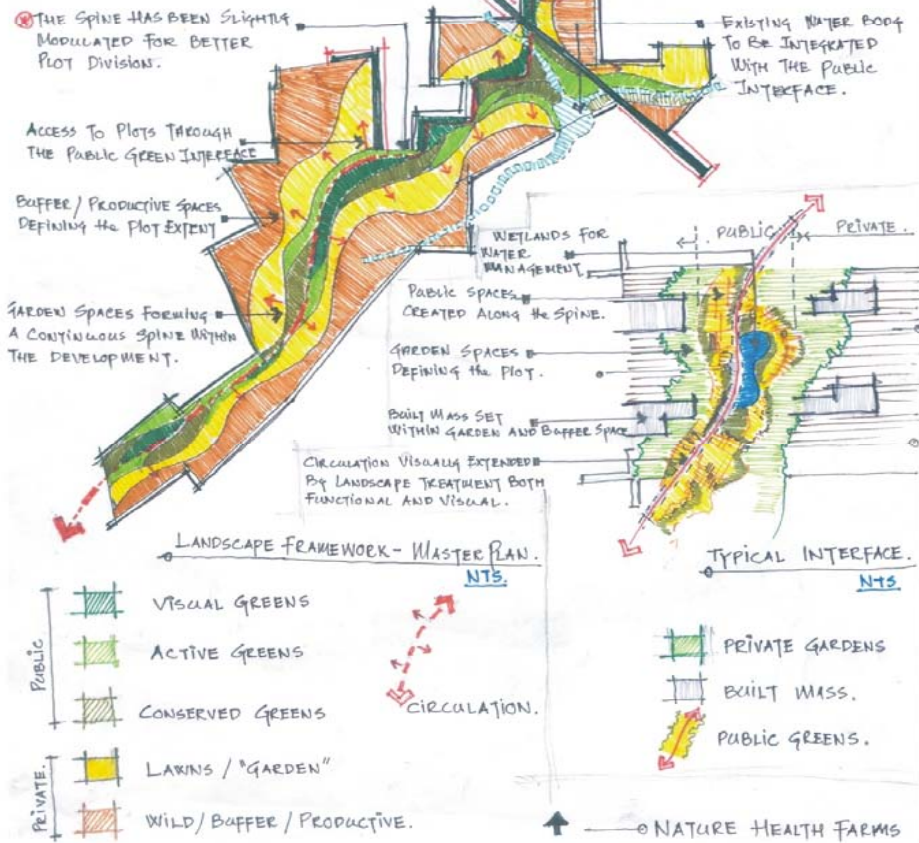 THE SPINE HAS BEEN SLIGHTLY
MODULATED FOR BETTER
PLOT DIVISION.
EXISTING WATER BODY
TO BE INTEGRATED
WITH THE PUBLIC
INTERFACE.
ACCESS TO PLOTS THROUGH
THE PUBLIC GREEN INTERFACE
BUFFER / PRODUCTIVE SPACES
DEFINING the PLOT EXTENT
GARDEN SPACES FORMING
A CONTINUOUS SPINE WITHIN
THE DEVELOPMENT.
PUBLIC
PRIVATE.
WETLANDS FOR
WATER
MANAGEMENT
PUBLIC SPACES
CREATED ALONG the SPINE.
GARDEN SPACES
DEFINING the PLOT.
BUILT MASS SET
WITHIN GARDEN AND BUFFER SPACE
CIRCULATION VISUALLY EXTENDED
BY LANDSCAPE TREATMENT BOTH
FUNCTIONAL AND VISUAL.
LANDSCAPE FRAMEWORK - MASTER PLAN.
NTS.
TYPICAL INTERFACE.
NTS.
PUBLIC
VISUAL GREENS
ACTIVE GREENS
CONSERVED GREENS
PRIVATE.
LAWNS / "GARDEN"
WILD / BUFFER / PRODUCTIVE.
CIRCULATION.
PRIVATE GARDENS
BUILT MASS.
PUBLIC GREENS.
NATURE HEALTH FARMS